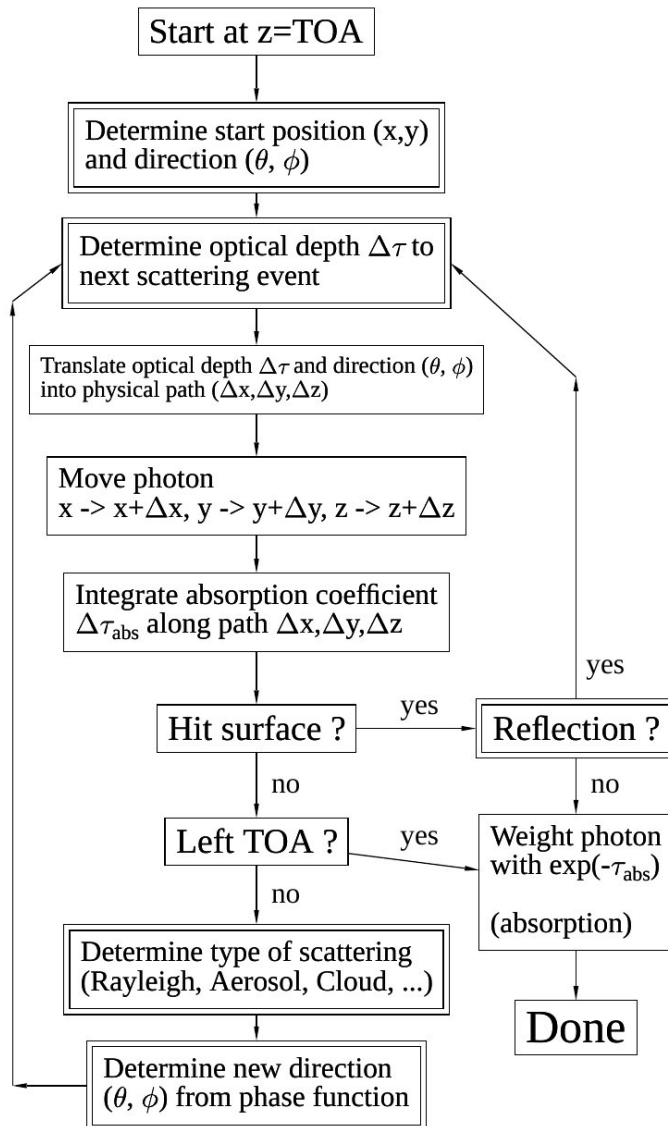 Start at z=TOA
Determine start position (x,y)
and direction (θ, ϕ)
Determine optical depth Δτ to
next scattering event
Translate optical depth Δτ and direction (θ, ϕ)
into physical path (Δx,Δy,Δz)
Move photon
x -> x+Δx, y -> y+Δy, z -> z+Δz
Integrate absorption coefficient
Δτabs along path Δx,Δy,Δz
yes
Hit surface ?
yes
Reflection ?
no
no
Left TOA ?
yes
Weight photon
with exp(-τabs)
(absorption)
no
Determine type of scattering
(Rayleigh, Aerosol, Cloud, ...)
Done
Determine new direction
(θ, ϕ) from phase function